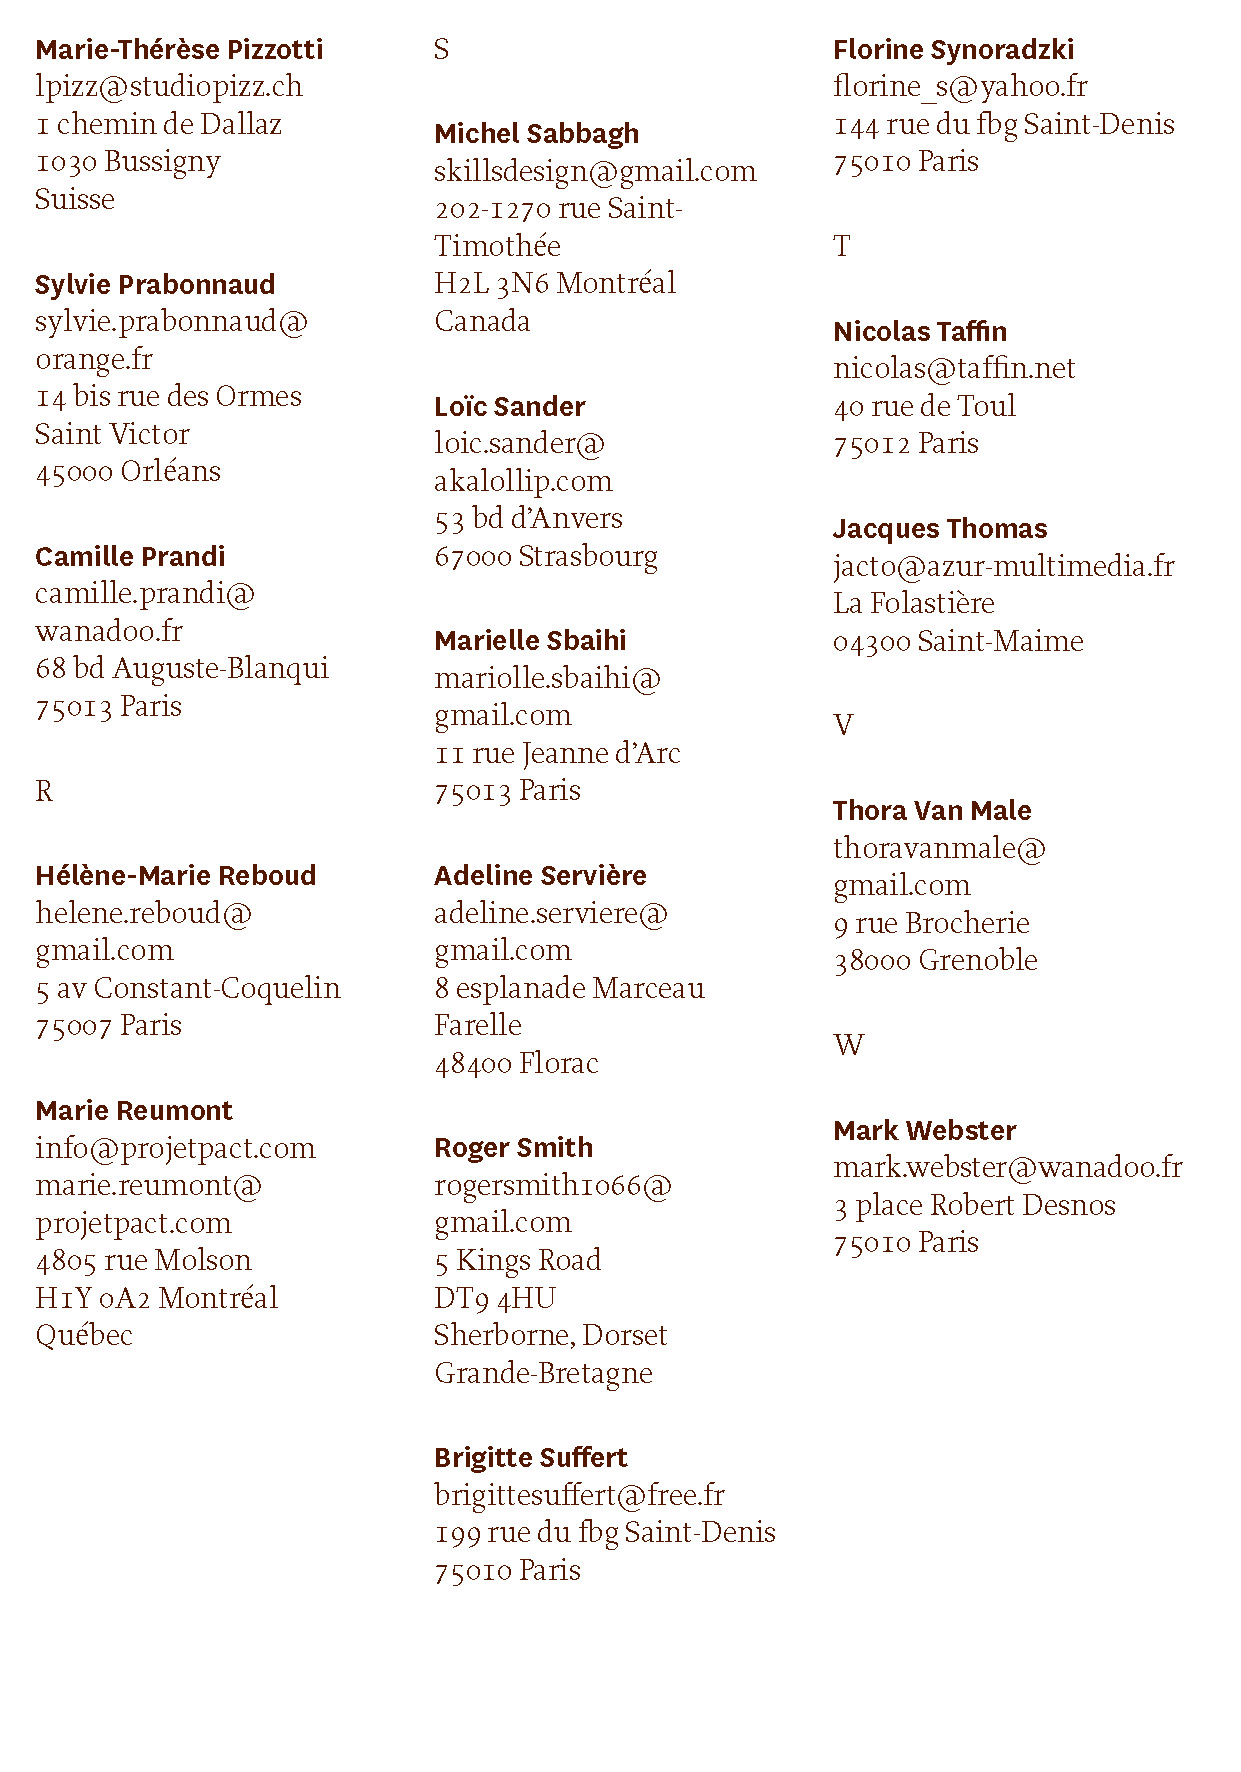 Marie-Thérèse Pizzotti
lpizz@studiopizz.ch
1 chemin de Dallaz
1030 Bussigny
Suisse
Sylvie Prabonnaud
sylvie.prabonnaud@
orange.fr
14 bis rue des Ormes
Saint Victor
45000 Orléans
Camille Prandi
camille.prandi@
wanadoo.fr
68 bd Auguste-Blanqui
75013 Paris
R
Hélène-Marie Reboud
helene.reboud@
gmail.com
5 av Constant-Coquelin
75007 Paris
Marie Reumont
info@projetpact.com
marie.reumont@
projetpact.com
4805 rue Molson
H1Y 0A2 Montréal
Québec
S
Michel Sabbagh
skillsdesign@gmail.com
202-1270 rue Saint-
Timothée
H2L 3N6 Montréal
Canada
Loïc Sander
loic.sander@
akalollip.com
53 bd d’Anvers
67000 Strasbourg
Marielle Sbaihi
mariolle.sbaihi@
gmail.com
11 rue Jeanne d’Arc
75013 Paris
Adeline Servière
adeline.serviere@
gmail.com
8 esplanade Marceau
Farelle
48400 Florac
Roger Smith
rogersmith1066@
gmail.com
5 Kings Road
DT9 4HU
Sherborne, Dorset
Grande-Bretagne
Brigitte Suffert
brigittesuffert@free.fr
199 rue du fbg Saint-Denis
75010 Paris
Florine Synoradzki
florine_s@yahoo.fr
144 rue du fbg Saint-Denis
75010 Paris
T
Nicolas Taffin
nicolas@taffin.net
40 rue de Toul
75012 Paris
Jacques Thomas
jacto@azur-multimedia.fr
La Folastière
04300 Saint-Maime
V
Thora Van Male
thoravanmale@
gmail.com
9 rue Brocherie
38000 Grenoble
W
Mark Webster
mark.webster@wanadoo.fr
3 place Robert Desnos
75010 Paris